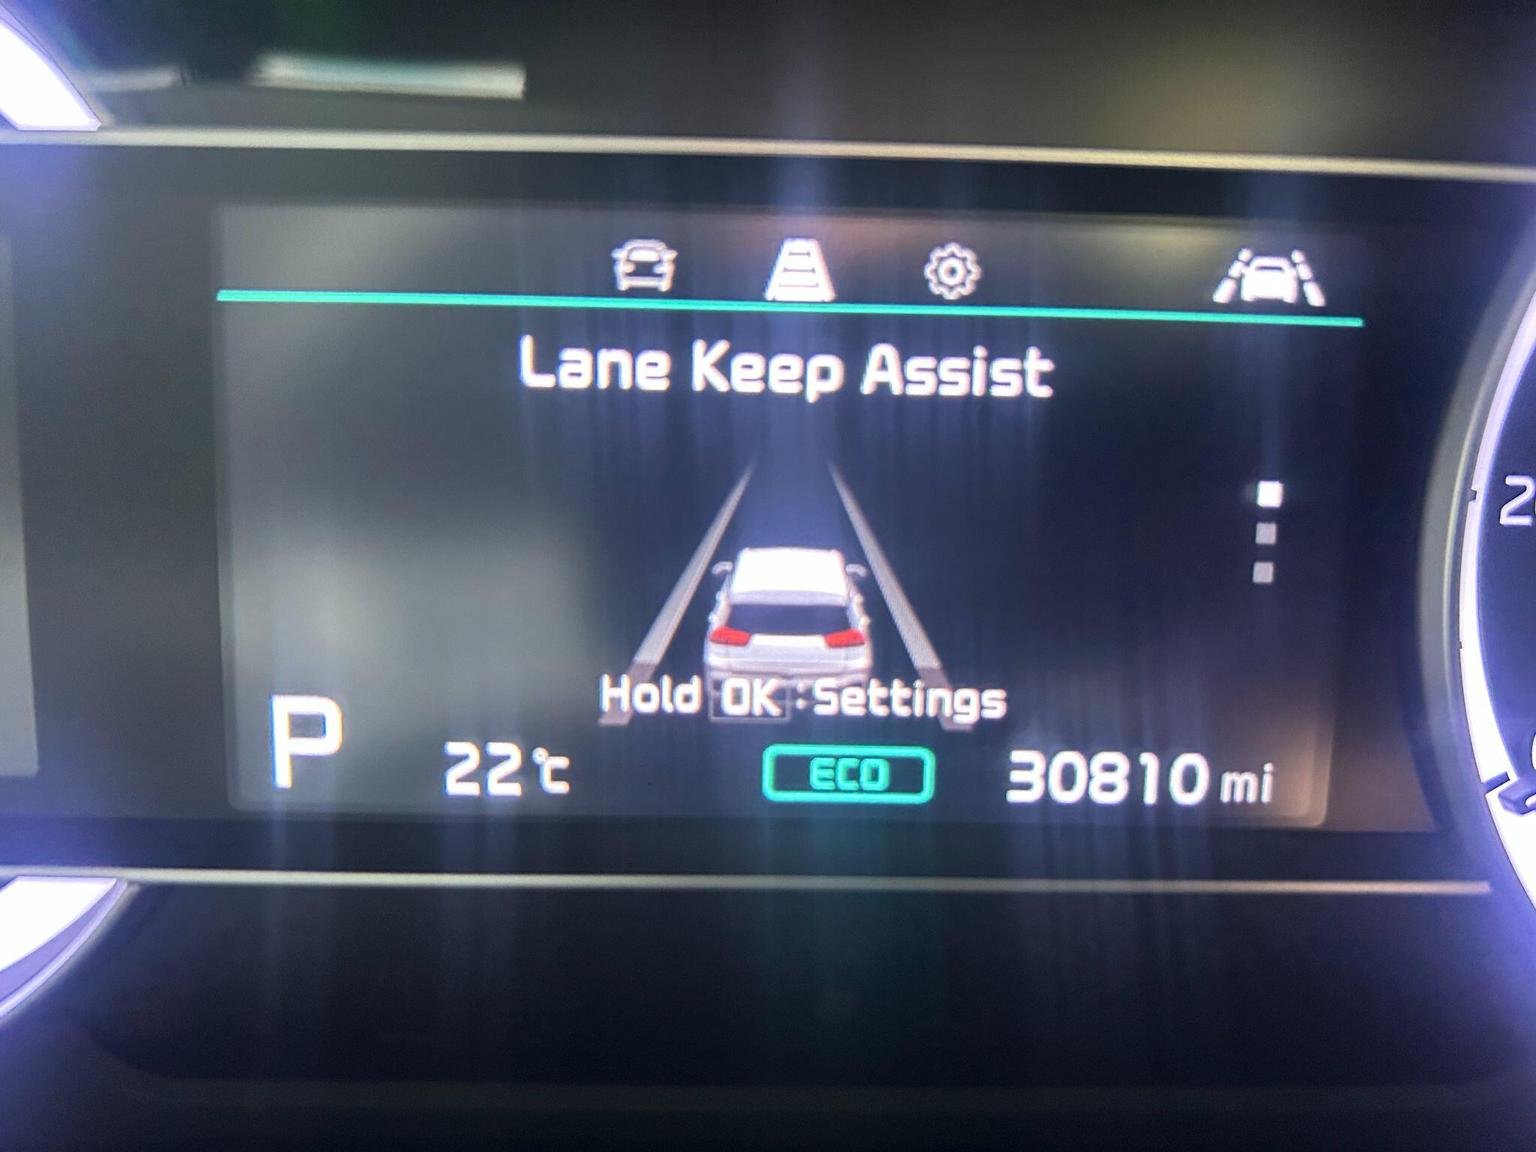 Lane Keep Assist
Hold OK : Settings
P
22°C
ECO
30810 mi